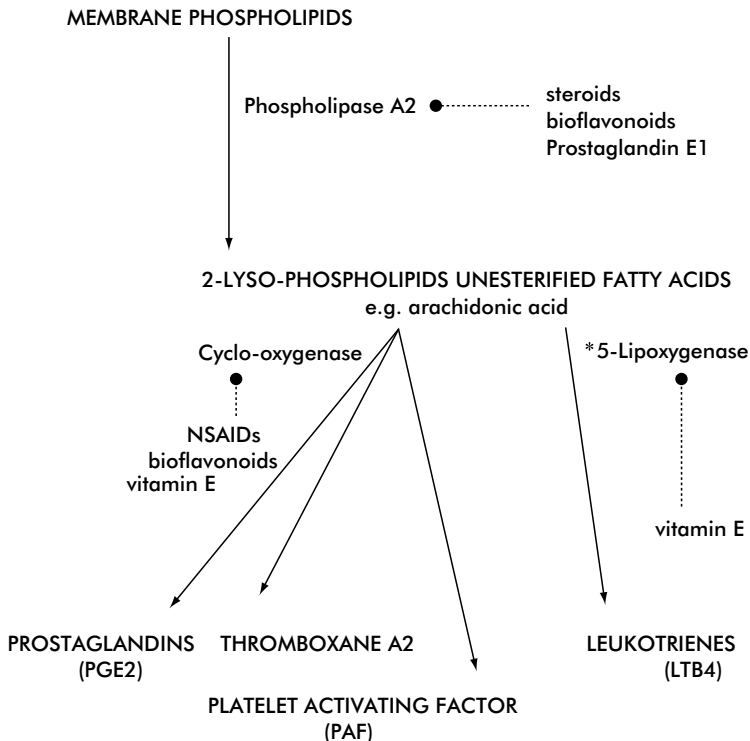 MEMBRANE PHOSPHOLIPIDS
Phospholipase A2
steroids
bioflavonoids
Prostaglandin E1
2-LYSO-PHOSPHOLIPIDS UNESTERIFIED FATTY ACIDS
e.g. arachidonic acid
Cyclo-oxygenase
*5-Lipoxygenase
NSAIDs
bioflavonoids
vitamin E
vitamin E
PROSTAGLANDINS
(PGE2)
THROMBOXANE A2
LEUKOTRIENES
(LTB4)
PLATELET ACTIVATING FACTOR
(PAF)